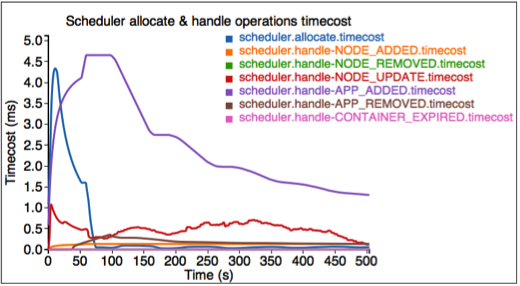 Scheduler allocate & handle operations timecost
scheduler.allocate.timecost
scheduler.handle-NODE_ADDED.timecost
scheduler.handle-NODE_REMOVED.timecost
scheduler.handle-NODE_UPDATE.timecost
scheduler.handle-APP_ADDED.timecost
scheduler.handle-APP_REMOVED.timecost
scheduler.handle-CONTAINER_EXPIRED.timecost
Timecost (ms)
5.0
4.5
4.0
3.5
3.0
2.5
2.0
1.5
1.0
0.5
0.0
0 50 100 150 200 250 300 350 400 450 500
Time (s)